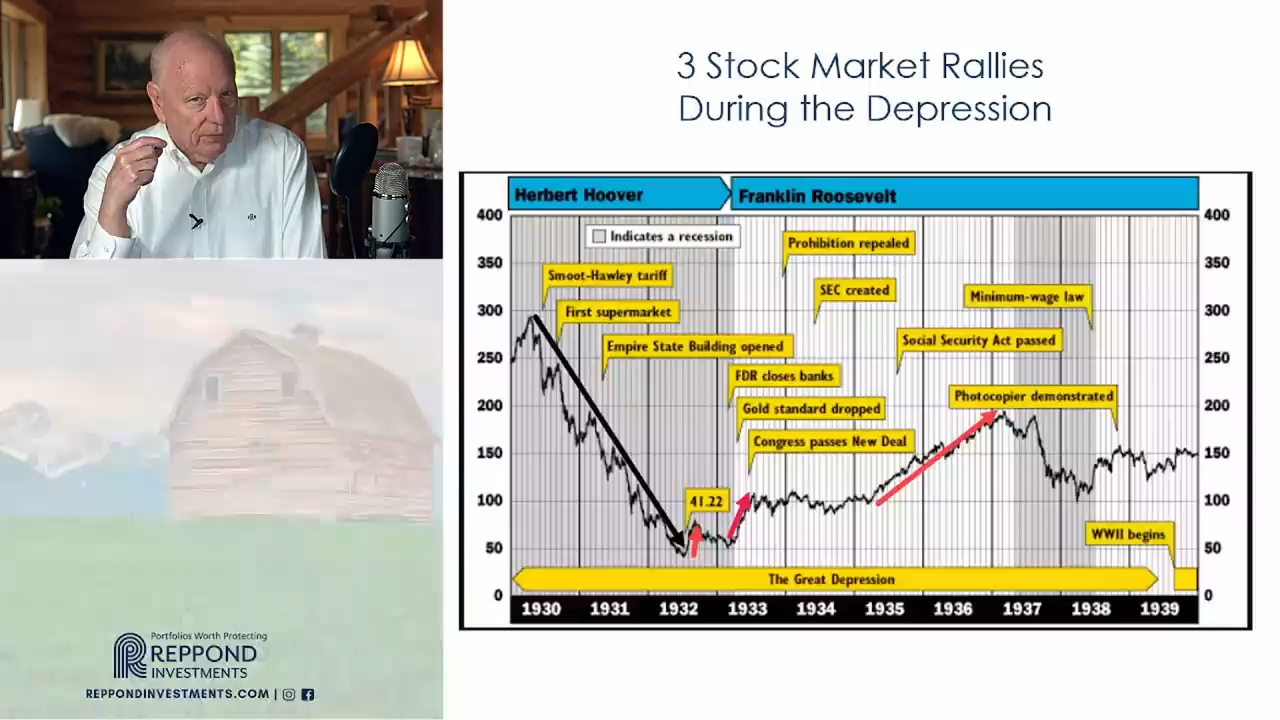 3 Stock Market Rallies
During the Depression
Herbert Hoover
Franklin Roosevelt
400
350
300
250
200
150
100
50
0
400
350
300
250
200
150
100
50
0
Indicates a recession
Smoot-Hawley tariff
First supermarket
Empire State Building opened
41.22
Prohibition repealed
SEC created
FDR closes banks
Gold standard dropped
Congress passes New Deal
Minimum-wage law
Social Security Act passed
Photocopier demonstrated
WWII begins
The Great Depression
1930 1931 1932 1933 1934 1935 1936 1937 1938 1939
Portfolios Worth Protecting
REPPOND
INVESTMENTS
REPPONDINVESTMENTS.COM |